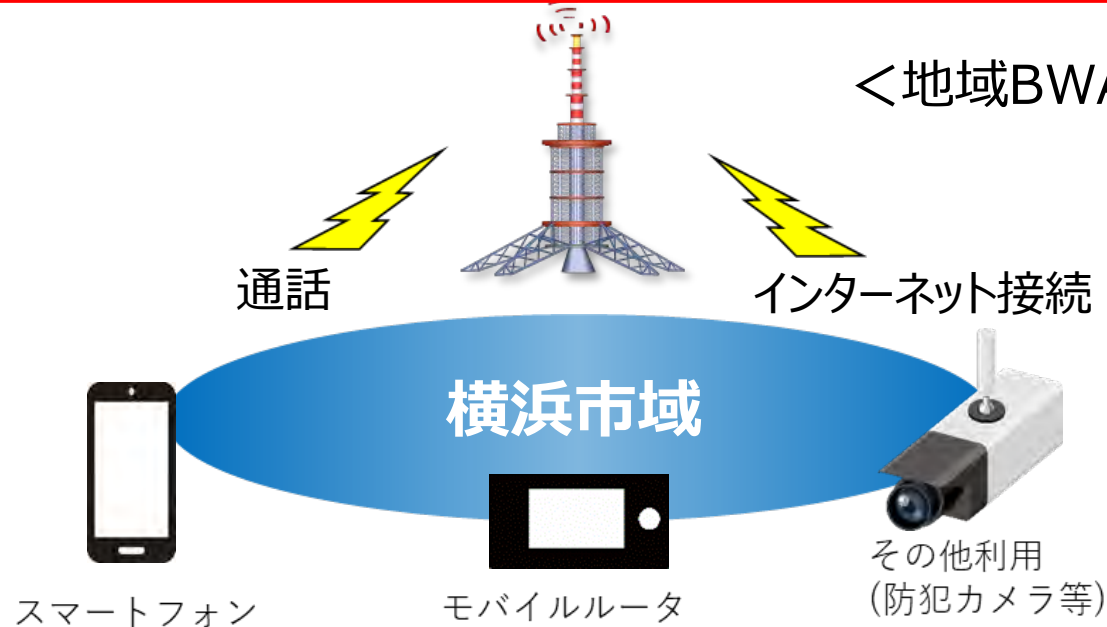 <地域BWA
通話
インターネット接続
横浜市域
スマートフォン
モバイルルータ
その他利用
(防犯カメラ等)